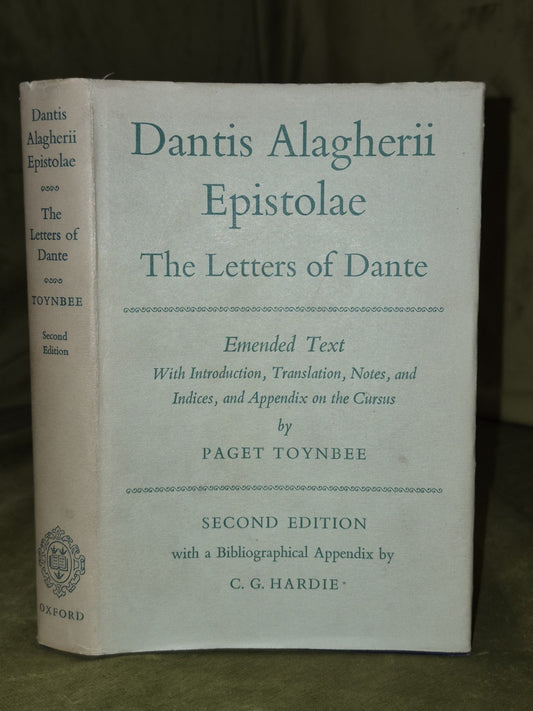 Dantis
Alagherii
Epistolae
The
Letters of
Dante
TOYNBEE
Second
Edition
OXFORD
Dantis Alagherii
Epistolae
The Letters of Dante
Emended Text
With Introduction, Translation, Notes, and
Indices, and Appendix on the Cursus
by
PAGET TOYNBEE
SECOND EDITION
with a Bibliographical Appendix by
C. G. HARDIE